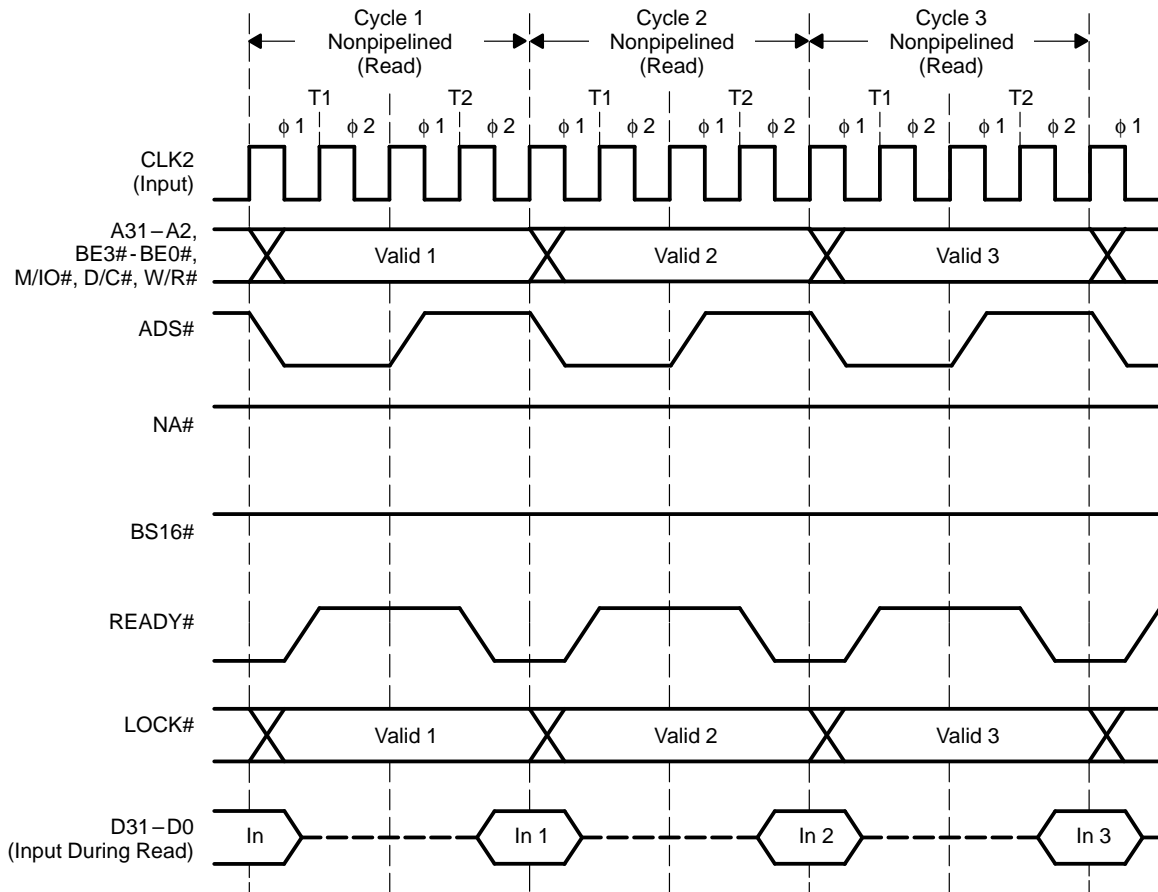 Cycle 1
Nonpipelined
(Read)
Cycle 2
Nonpipelined
(Read)
Cycle 3
Nonpipelined
(Read)
T1 T2 T1 T2 T1 T2
ϕ 1 ϕ 2 ϕ 1 ϕ 2 ϕ 1 ϕ 2 ϕ 1 ϕ 2 ϕ 1 ϕ 2 ϕ 1 ϕ 2 ϕ 1
CLK2
(Input)
A31–A2,
BE3#-BE0#,
M/IO#, D/C#, W/R#
Valid 1 Valid 2 Valid 3
ADS#
NA#
BS16#
READY#
LOCK#
Valid 1 Valid 2 Valid 3
D31–D0
(Input During Read)
In In 1 In 2 In 3